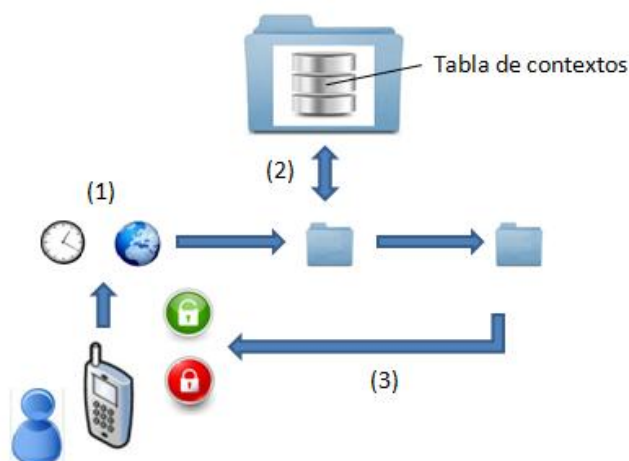 Tabla de contextos
(2)
(1)
(3)